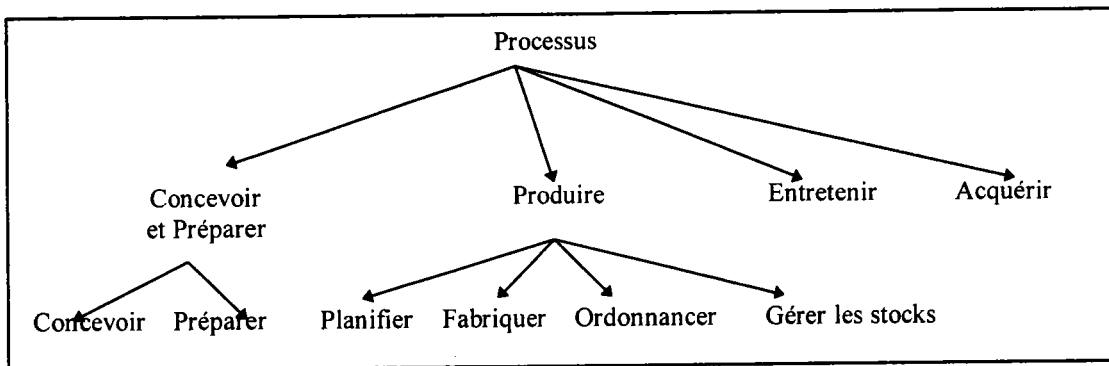 Processus
Concevoir
et Préparer
Produire
Entretenir
Acquérir
Concevoir
Préparer
Planifier
Fabriquer
Ordonnancer
Gérer les stocks